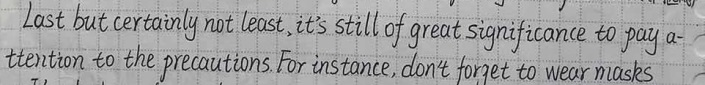 Last but certainly not least, it's still of great significance to pay a-
ttention to the precautions. For instance, don't forget to wear masks